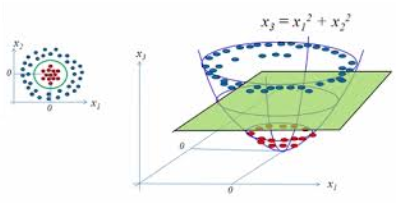 x₃ = x₁² + x₂²
x₂
0
0
x₁
x₃
0
0
x₁